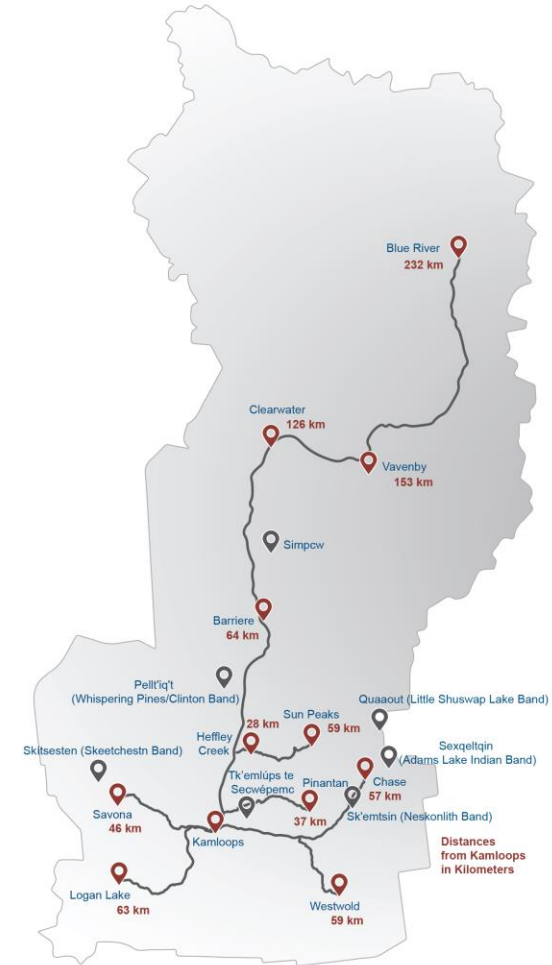 Blue River
232 km
Clearwater
126 km
Vavenby
153 km
Simpcw
Barriere
64 km
Pellt'iq't
(Whispering Pines/Clinton Band)
Quaaout (Little Shuswap Lake Band)
Sun Peaks
59 km
28 km
Heffley
Creek
Skitsesten (Skeetchestn Band)
Sexqeltqin
(Adams Lake Indian Band)
Tk'emlúps te
Secwépemc
Pinantan
37 km
Chase
57 km
Sk'emtsin (Neskonlith Band)
Savona
46 km
Kamloops
Distances
from Kamloops
in Kilometers
Logan Lake
63 km
Westwold
59 km